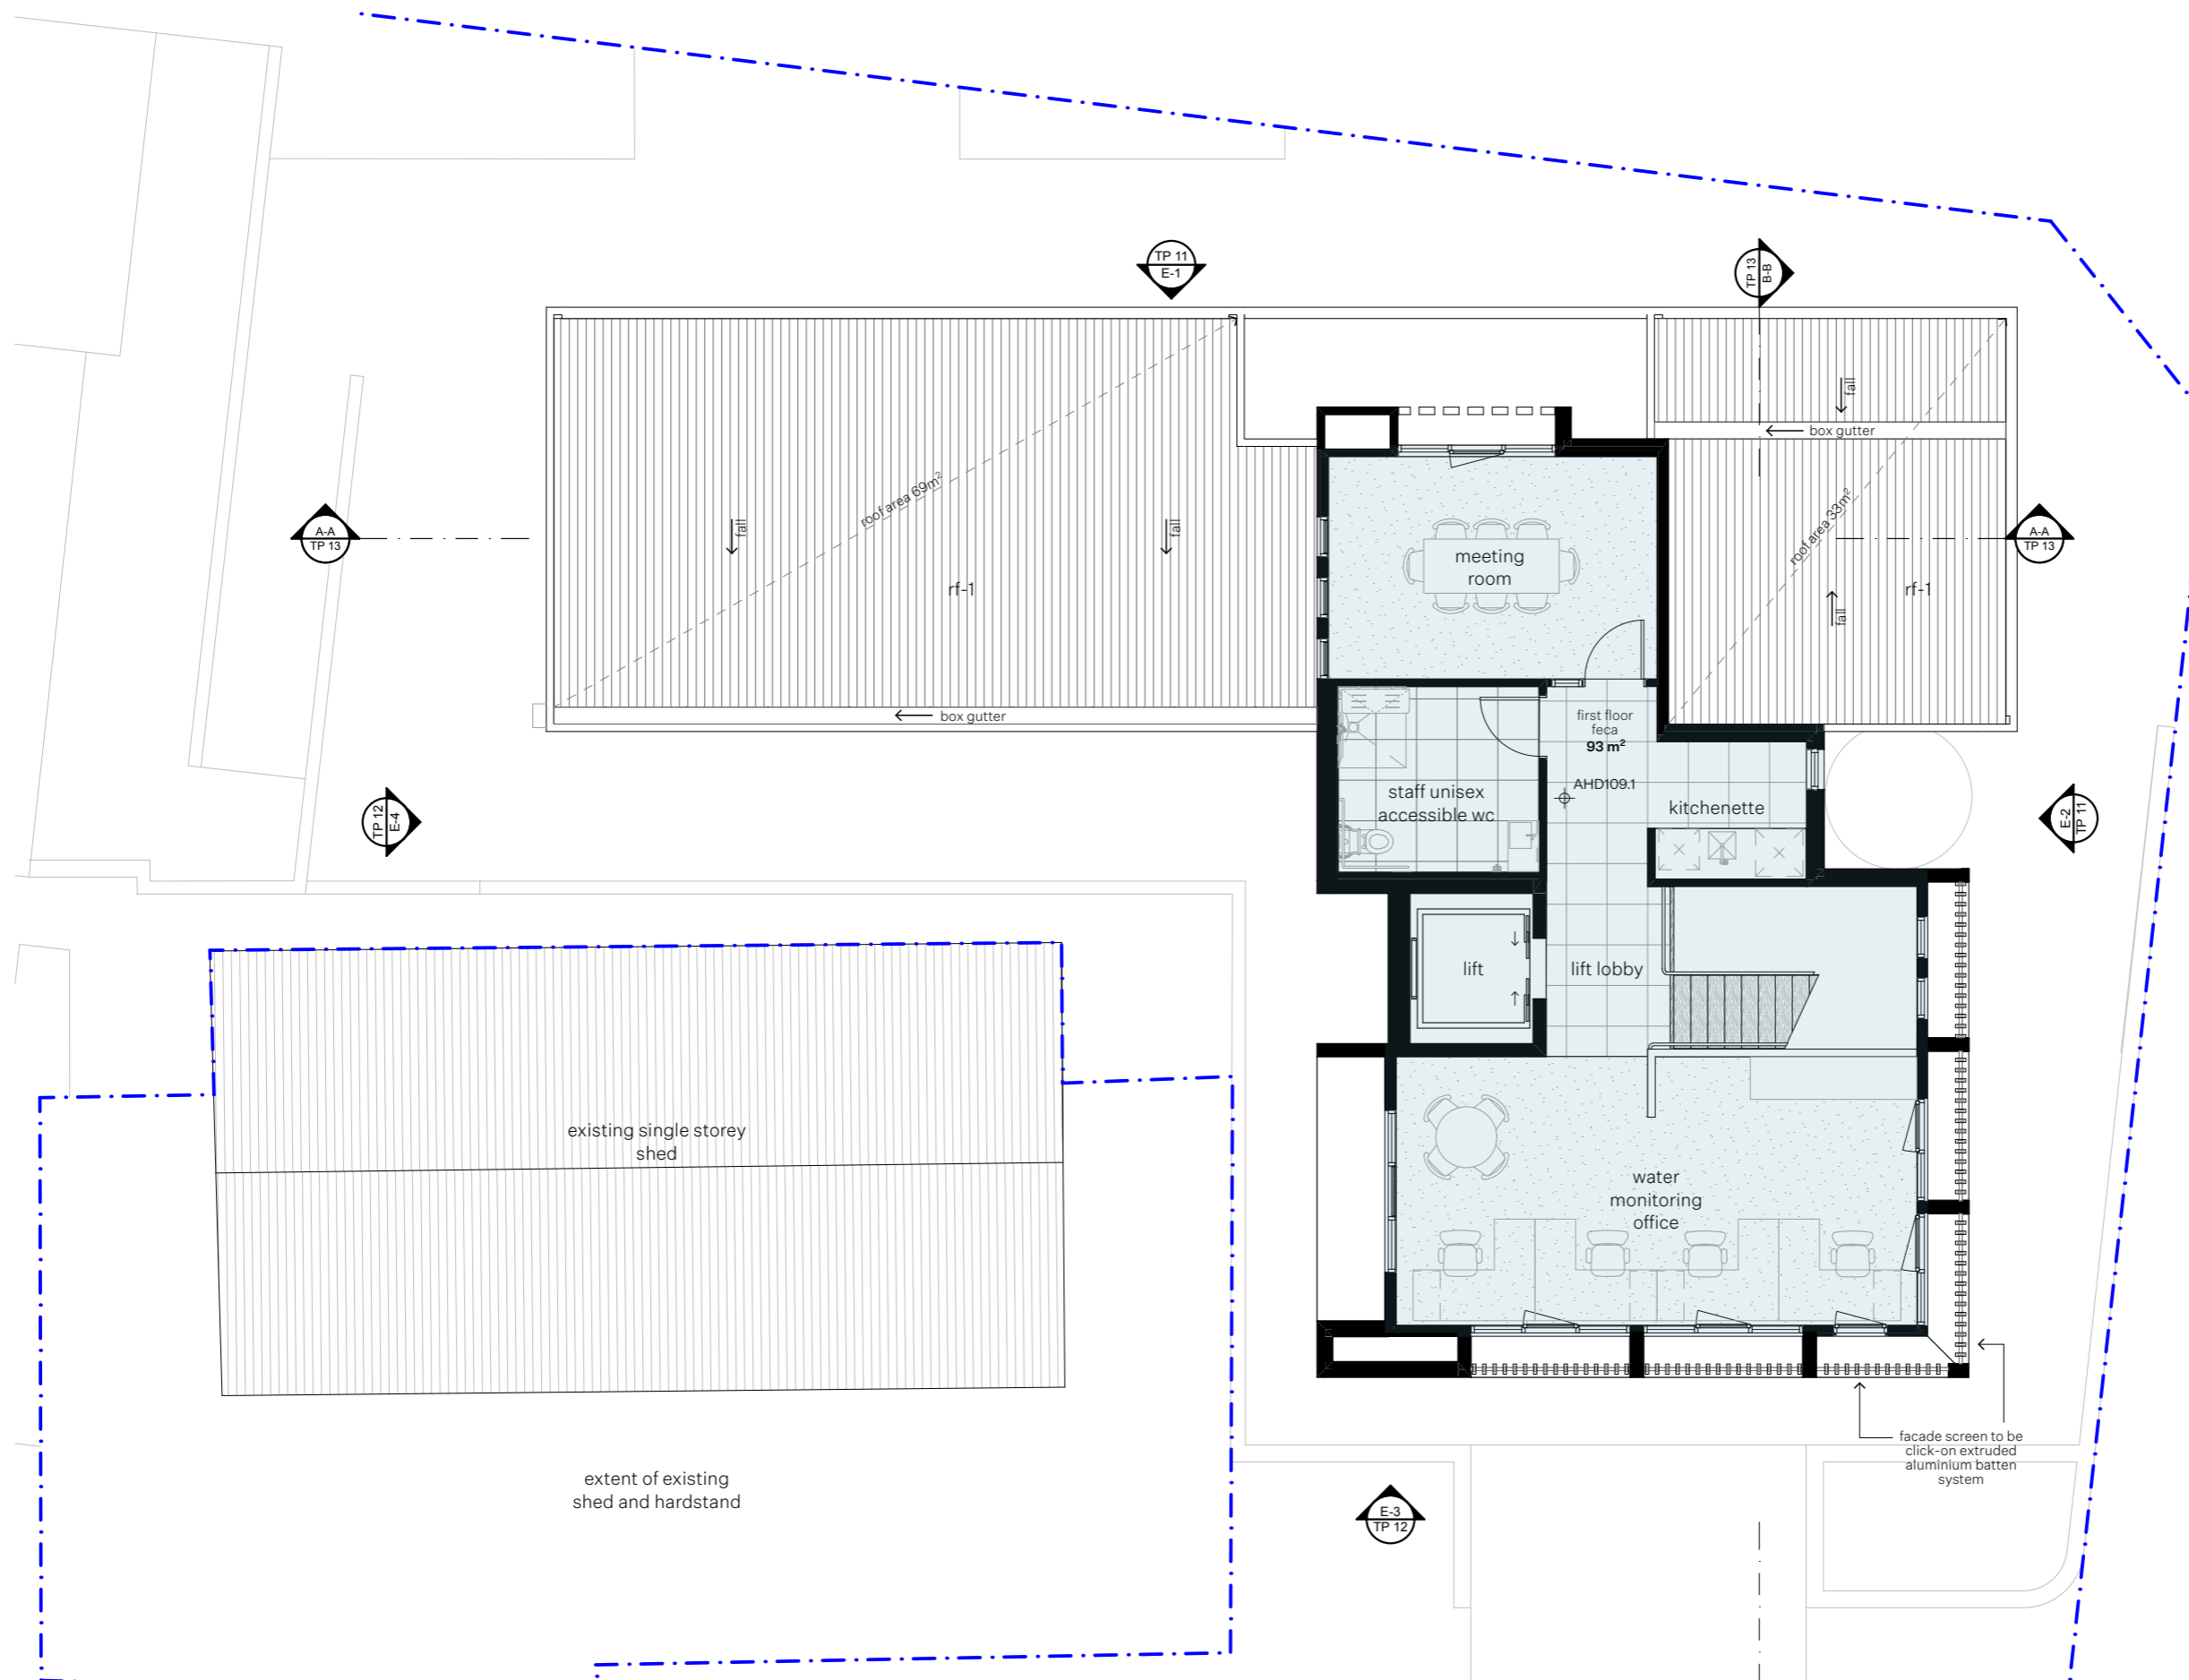 TP 11
E-1
TP 13
B-B
fall
box gutter
roof area 69m²
roof area 33m²
A-A
TP 13
fall
fall
meeting
room
A-A
TP 13
rf-1
rf-1
fall
box gutter
first floor
feca
93 m²
AHD109.1
staff unisex
accessible wc
kitchenette
TP 12
E-4
E-2
TP 11
lift
lift lobby
existing single storey
shed
water
monitoring
office
facade screen to be
click-on extruded
aluminium batten
system
extent of existing
shed and hardstand
E-3
TP 12